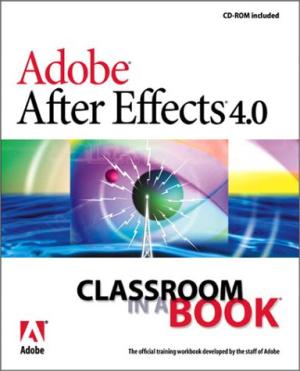 CD-ROM included
Adobe®
After Effects® 4.0
CLASSROOM
IN A
BOOK®
Adobe
The official training workbook developed by the staff of Adobe